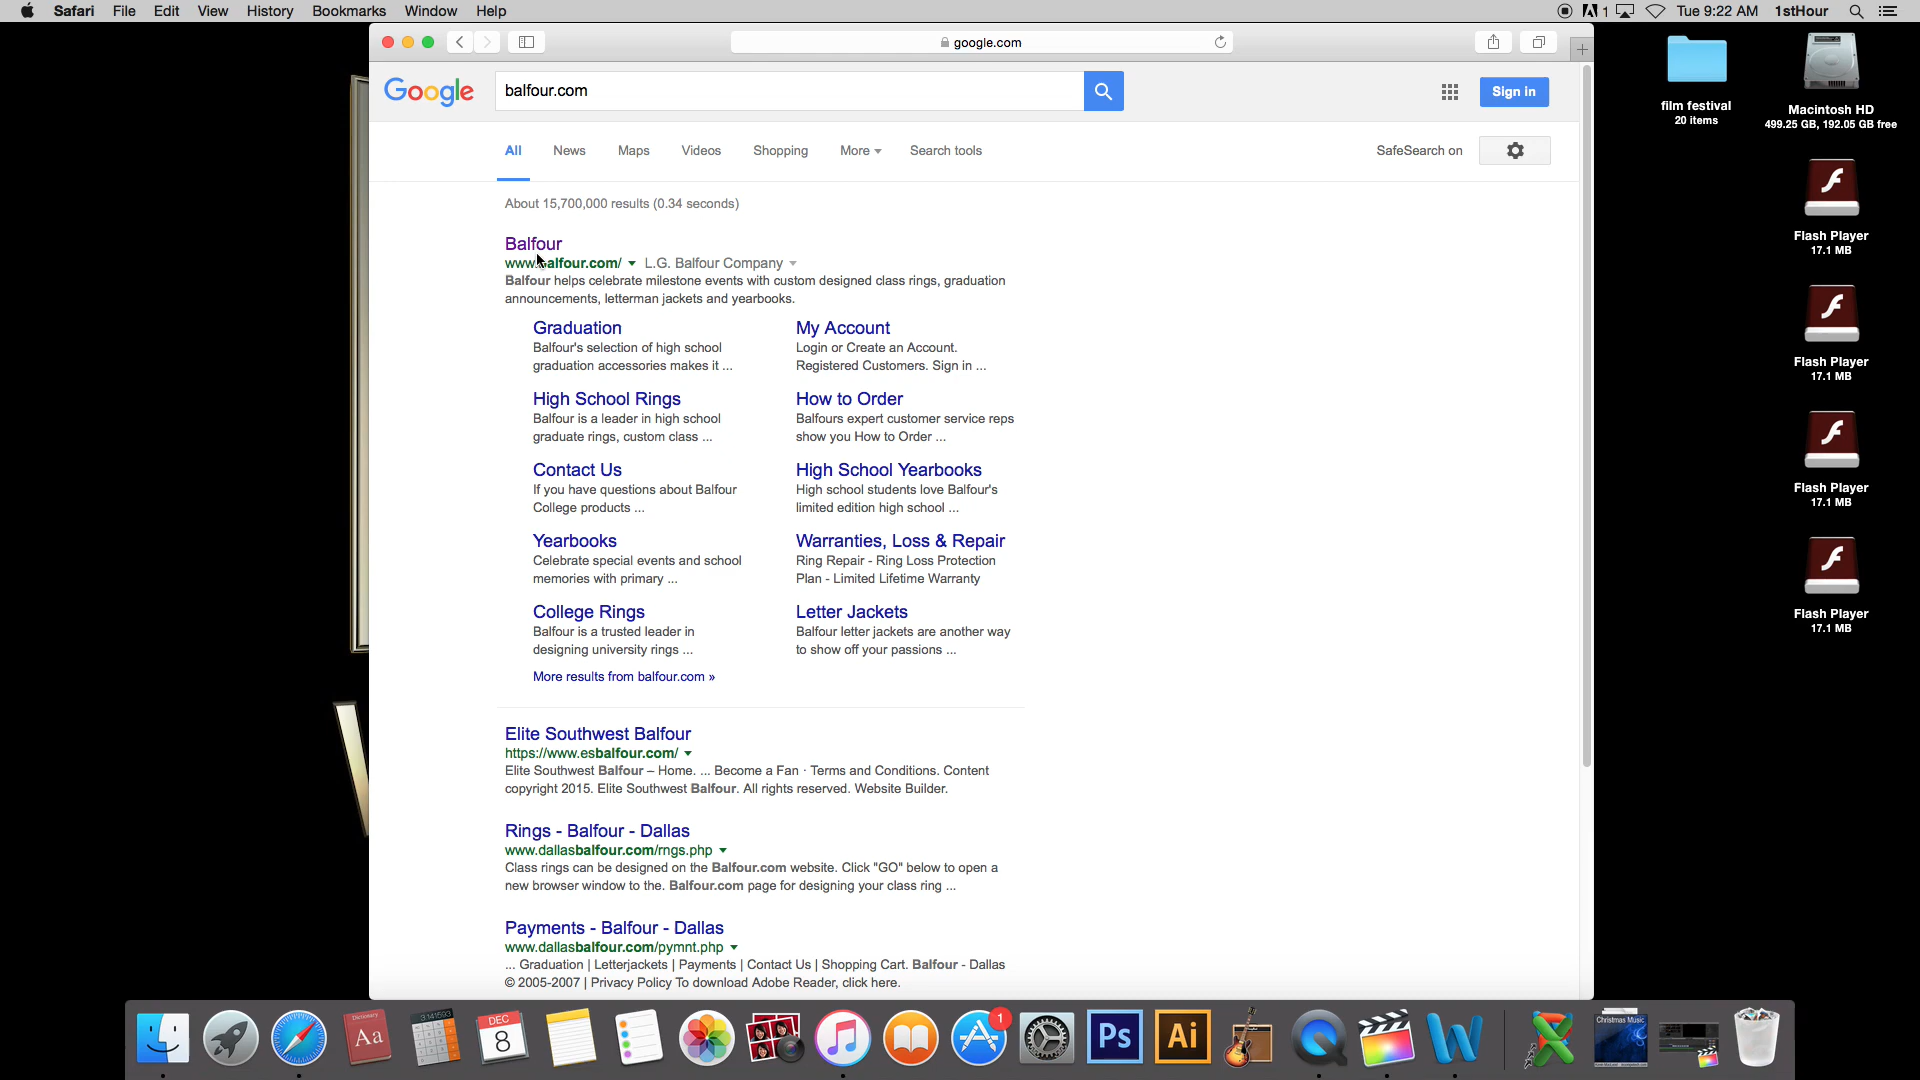 Safari File Edit View History Bookmarks Window Help
1 Tue 9:22 AM 1stHour
google.com
Google
balfour.com
Sign in
All News Maps Videos Shopping More Search tools
SafeSearch on
About 15,700,000 results (0.34 seconds)
Balfour
www.balfour.com/ L.G. Balfour Company
Balfour helps celebrate milestone events with custom designed class rings, graduation
announcements, letterman jackets and yearbooks.
Graduation
Balfour's selection of high school
graduation accessories makes it ...
My Account
Login or Create an Account.
Registered Customers. Sign in ...
High School Rings
Balfour is a leader in high school
graduate rings, custom class ...
How to Order
Balfours expert customer service reps
show you How to Order ...
Contact Us
If you have questions about Balfour
College products ...
High School Yearbooks
High school students love Balfour's
limited edition high school ...
Yearbooks
Celebrate special events and school
memories with primary ...
Warranties, Loss & Repair
Ring Repair - Ring Loss Protection
Plan - Limited Lifetime Warranty
College Rings
Balfour is a trusted leader in
designing university rings ...
Letter Jackets
Balfour letter jackets are another way
to show off your passions ...
More results from balfour.com »
Elite Southwest Balfour
https://www.esbalfour.com/
Elite Southwest Balfour – Home. ... Become a Fan · Terms and Conditions. Content
copyright 2015. Elite Southwest Balfour. All rights reserved. Website Builder.
Rings - Balfour - Dallas
www.dallasbalfour.com/rngs.php
Class rings can be designed on the Balfour.com website. Click "GO" below to open a
new browser window to the. Balfour.com page for designing your class ring ...
Payments - Balfour - Dallas
www.dallasbalfour.com/pymnt.php
... Graduation | Letterjackets | Payments | Contact Us | Shopping Cart. Balfour - Dallas
© 2005-2007 | Privacy Policy To download Adobe Reader, click here.
film festival
20 items
Macintosh HD
499.25 GB, 192.05 GB free
Flash Player
17.1 MB
Flash Player
17.1 MB
Flash Player
17.1 MB
Flash Player
17.1 MB
Dictionary
Aa
3.141593
DEC
8
1
Ps
Ai
Christmas Music